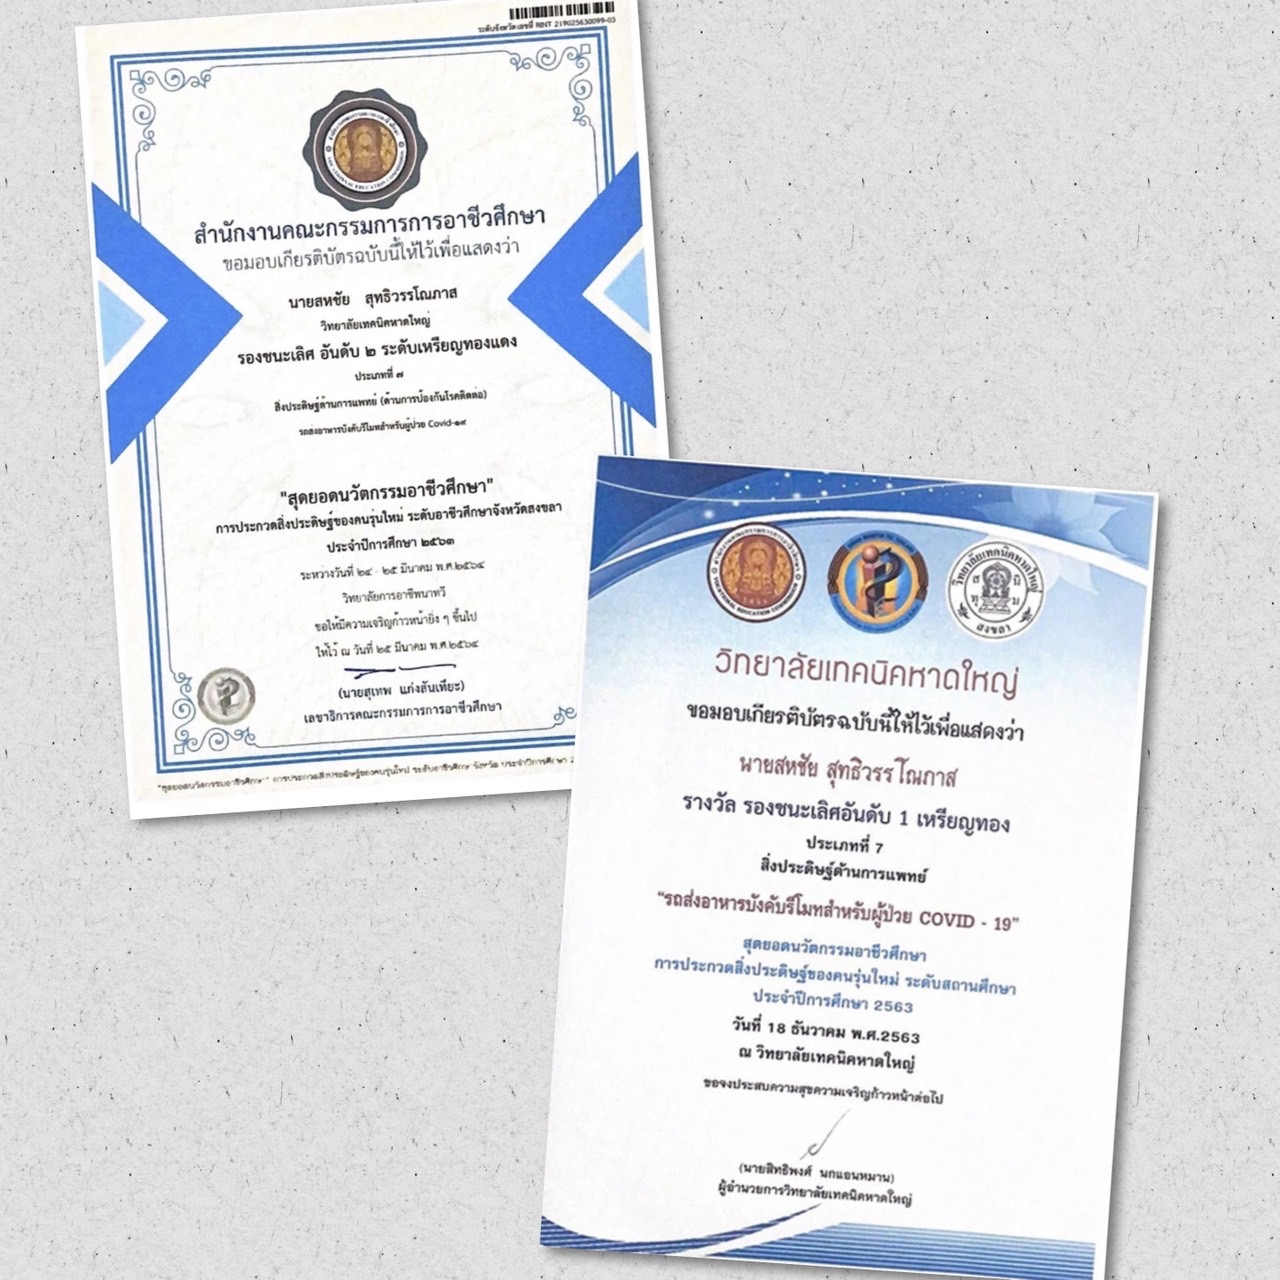 ระดับจังหวัดเลขที่ RINT 219025630099-03
สำนักงานคณะกรรมการการอาชีวศึกษา
ขอมอบเกียรติบัตรฉบับนี้ให้ไว้เพื่อแสดงว่า
นายสหชัย สุทธิวรรโณภาส
วิทยาลัยเทคนิคหาดใหญ่
รองชนะเลิศ อันดับ ๒ ระดับเหรียญทองแดง
ประเภทที่ ๗
สิ่งประดิษฐ์ด้านการแพทย์ (ด้านการป้องกันโรคติดต่อ)
รถส่งอาหารบังคับรีโมทสำหรับผู้ป่วย Covid-๑๙
"สุดยอดนวัตกรรมอาชีวศึกษา"
การประกวดสิ่งประดิษฐ์ของคนรุ่นใหม่ ระดับอาชีวศึกษาจังหวัดสงขลา
ประจำปีการศึกษา ๒๕๖๓
ระหว่างวันที่ ๒๔ - ๒๕ มีนาคม พ.ศ.๒๕๖๔
วิทยาลัยการอาชีพนาทวี
ขอให้มีความเจริญก้าวหน้ายิ่ง ๆ ขึ้นไป
ให้ไว้ ณ วันที่ ๒๕ มีนาคม พ.ศ.๒๕๖๔
(นายสุเทพ แก่งสันเทียะ)
เลขาธิการคณะกรรมการการอาชีวศึกษา
"สุดยอดนวัตกรรมอาชีวศึกษา" การประกวดสิ่งประดิษฐ์ของคนรุ่นใหม่ ระดับอาชีวศึกษาจังหวัด ประจำปีการศึกษา
สำนักงานคณะกรรมการการอาชีวศึกษา
VOCATIONAL EDUCATION COMMISSION
วิทยาลัยเทคนิคหาดใหญ่
ส นิ
ทุ ม
สงขลา
วิทยาลัยเทคนิคหาดใหญ่
ขอมอบเกียรติบัตรฉบับนี้ให้ไว้เพื่อแสดงว่า
นายสหชัย สุทธิวรรโณภาส
รางวัล รองชนะเลิศอันดับ 1 เหรียญทอง
ประเภทที่ 7
สิ่งประดิษฐ์ด้านการแพทย์
“รถส่งอาหารบังคับรีโมทสำหรับผู้ป่วย COVID - 19”
สุดยอดนวัตกรรมอาชีวศึกษา
การประกวดสิ่งประดิษฐ์ของคนรุ่นใหม่ ระดับสถานศึกษา
ประจำปีการศึกษา 2563
วันที่ 18 ธันวาคม พ.ศ.2563
ณ วิทยาลัยเทคนิคหาดใหญ่
ขอจงประสบความสุขความเจริญก้าวหน้าต่อไป
(นายสิทธิพงศ์ นกแอนหมาน)
ผู้อำนวยการวิทยาลัยเทคนิคหาดใหญ่